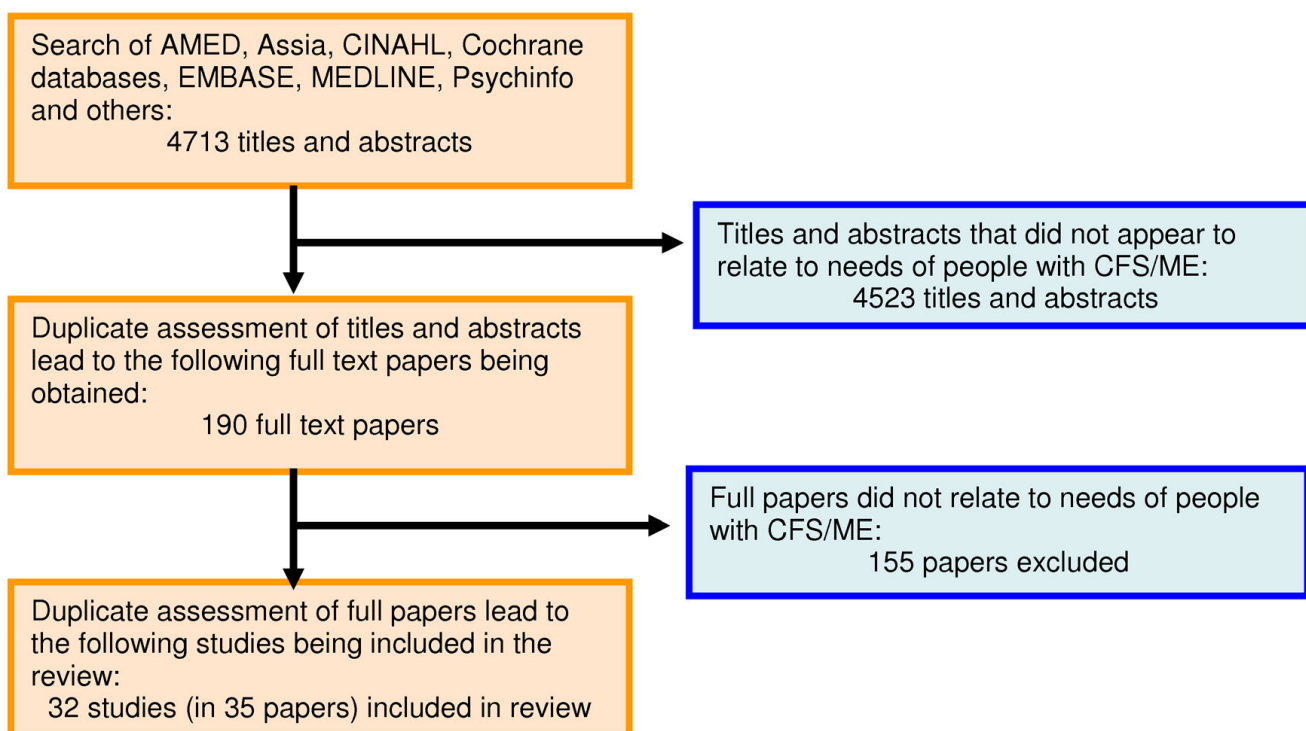 Search of AMED, Assia, CINAHL, Cochrane
databases, EMBASE, MEDLINE, Psychinfo
and others:
4713 titles and abstracts
Titles and abstracts that did not appear to
relate to needs of people with CFS/ME:
4523 titles and abstracts
Duplicate assessment of titles and abstracts
lead to the following full text papers being
obtained:
190 full text papers
Full papers did not relate to needs of people
with CFS/ME:
155 papers excluded
Duplicate assessment of full papers lead to
the following studies being included in the
review:
32 studies (in 35 papers) included in review